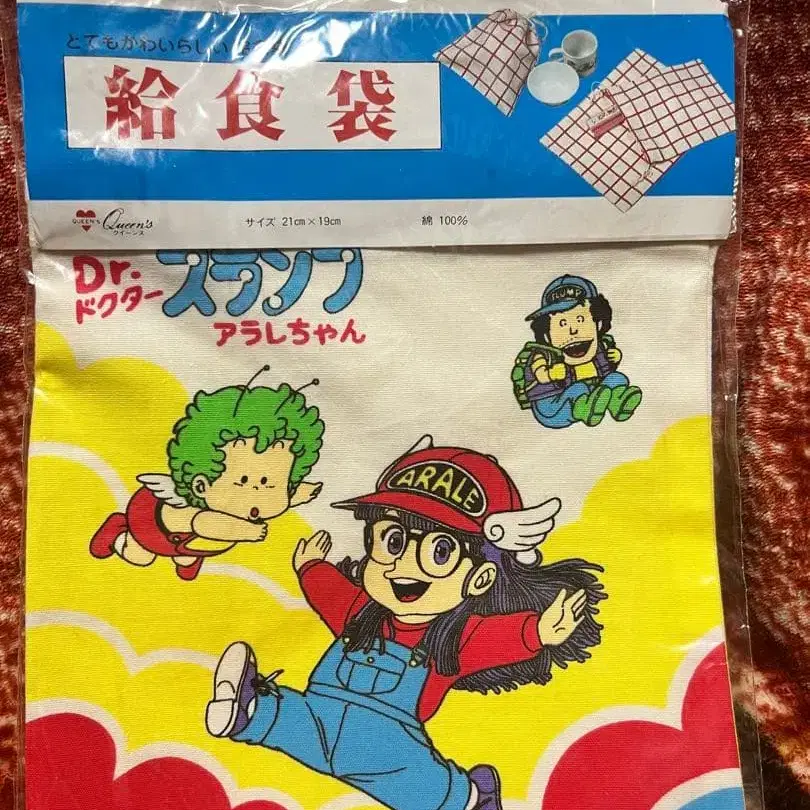 とてもかわいらしい
給食袋
QUEEN'S Queen's クイーンズ サイズ 21cm×19cm 綿 100%
Dr.スランプ
ドクター
アラレちゃん
SLUMP
ARALE